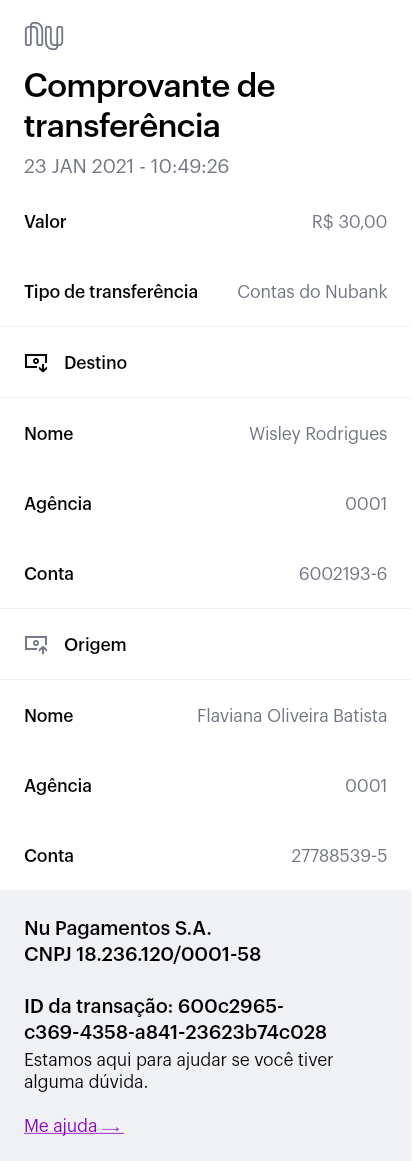 nu
Comprovante de
transferência
23 JAN 2021 - 10:49:26
Valor R$ 30,00
Tipo de transferência Contas do Nubank
Destino
Nome Wisley Rodrigues
Agência 0001
Conta 6002193-6
Origem
Nome Flaviana Oliveira Batista
Agência 0001
Conta 27788539-5
Nu Pagamentos S.A.
CNPJ 18.236.120/0001-58
ID da transação: 600c2965-
c369-4358-a841-23623b74c028
Estamos aqui para ajudar se você tiver
alguma dúvida.
Me ajuda →